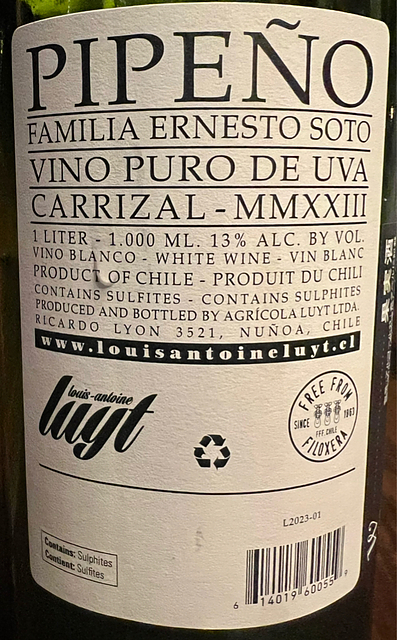 PIPEÑO
FAMILIA ERNESTO SOTO
VINO PURO DE UVA
CARRIZAL - MMXXIII
1 LITER - 1.000 ML. 13% ALC. BY VOL.
VINO BLANCO - WHITE WINE - VIN BLANC
PRODUCT OF CHILE - PRODUIT DU CHILI
CONTAINS SULFITES - CONTAINS SULPHITES
PRODUCED AND BOTTLED BY AGRÍCOLA LUYT LTDA.
RICARDO LYON 3521, ÑUÑOA, CHILE
www.louisantoineluyt.cl
louis-antoine
luyt
FREE FROM
SINCE 1863
FFF.CHILE
FILOXERA
L2023-01
Contains: Sulphites
Contient: Sulfites
6 14019 60055 9